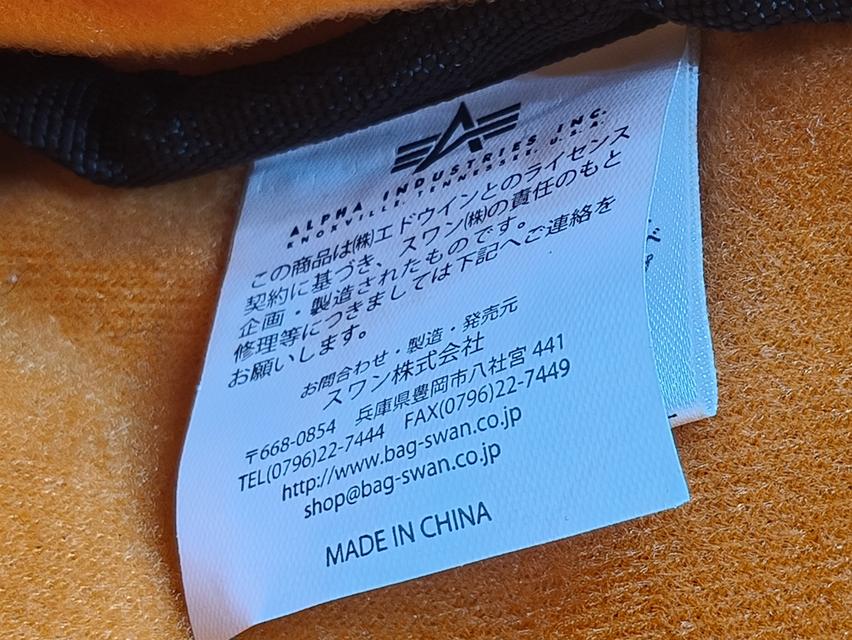 ALPHA INDUSTRIES INC.
KNOXVILLE, TENNESSEE, U.S.A.
この商品は㈱エドウインとのライセンス
契約に基づき、スワン㈱の責任のもと
企画・製造されたものです。
修理等につきましては下記へご連絡を
お願いします。
お問合わせ・製造・発売元
スワン株式会社
〒668-0854 兵庫県豊岡市八社宮 441
TEL(0796)22-7444 FAX(0796)22-7449
http://www.bag-swan.co.jp
shop@bag-swan.co.jp
MADE IN CHINA